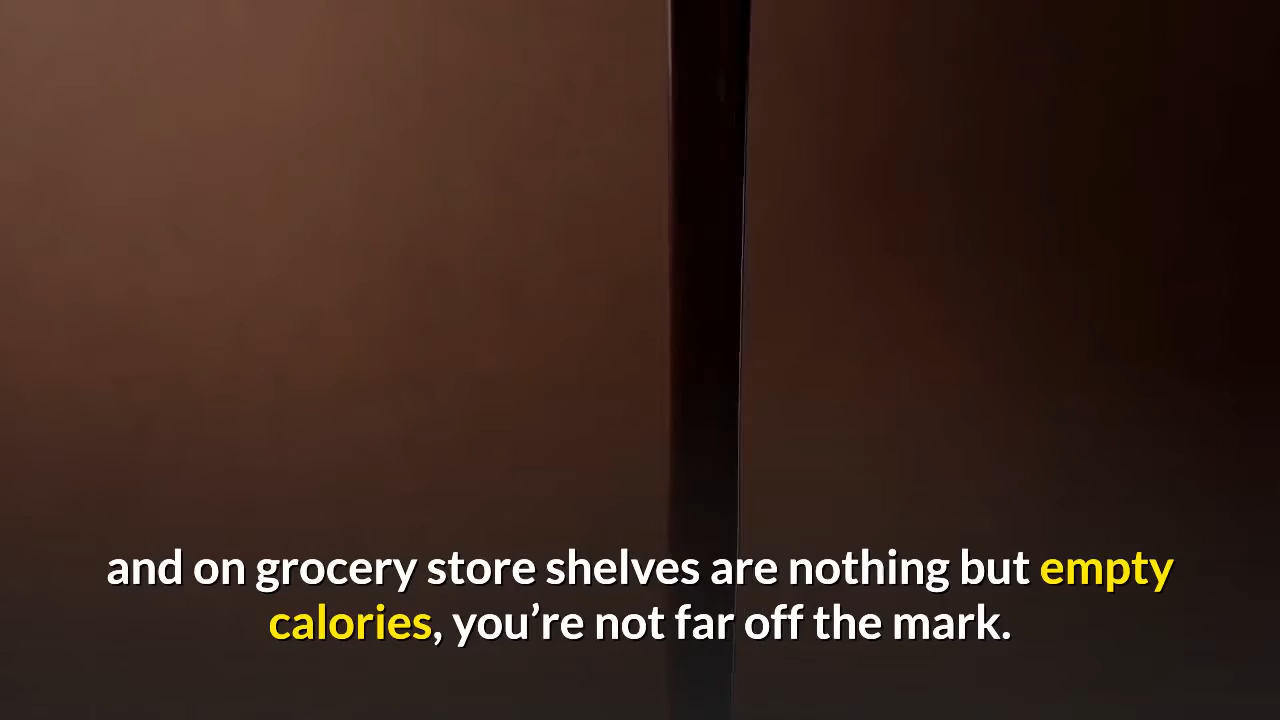 and on grocery store shelves are nothing but empty
calories, you’re not far off the mark.